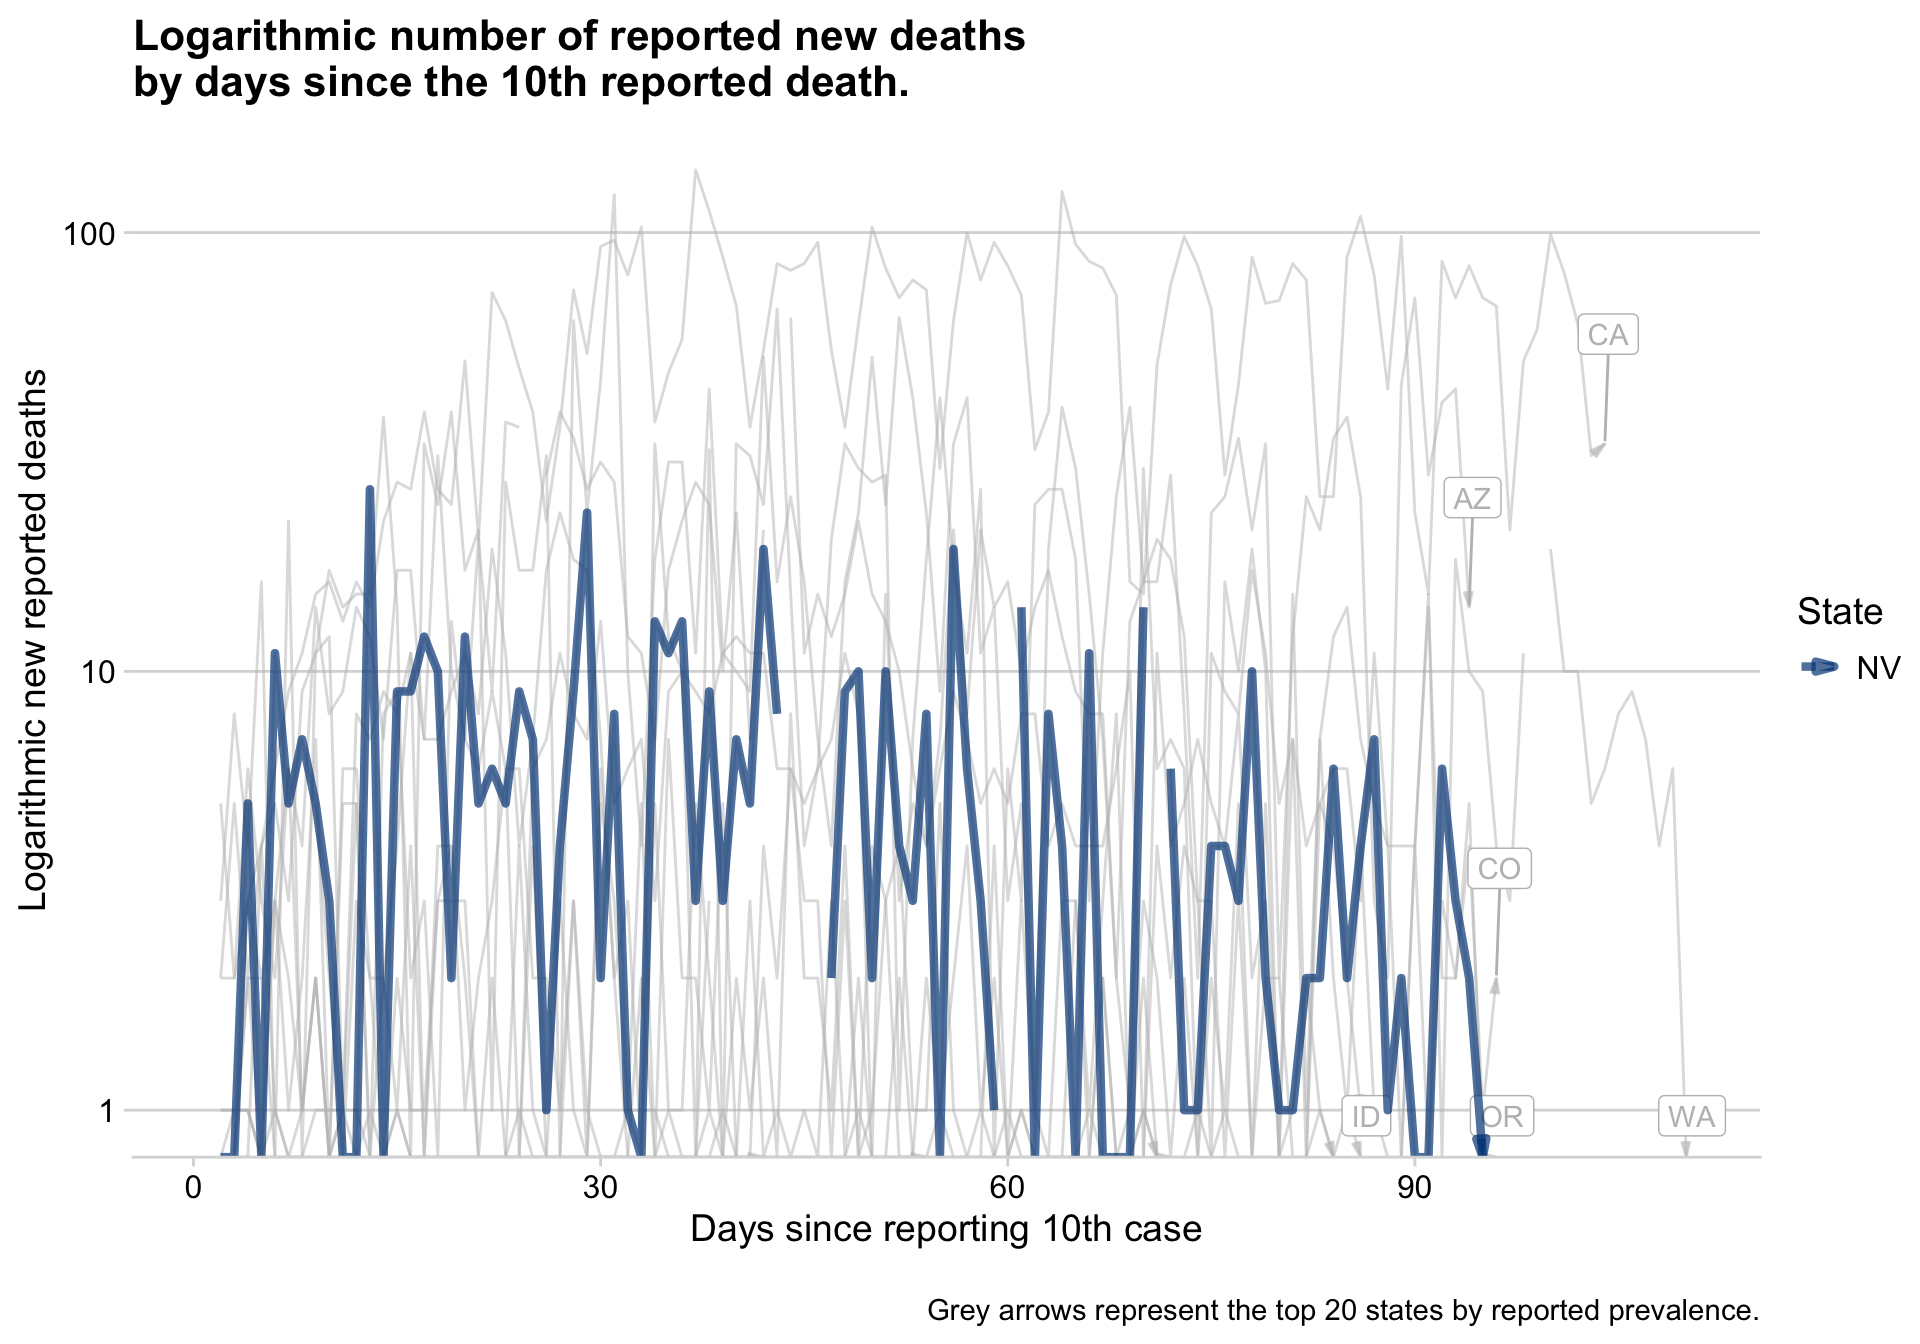 Logarithmic number of reported new deaths
by days since the 10th reported death.
Logarithmic new reported deaths
100
10
1
CA
AZ
CO
ID
OR
WA
State
NV
0
30
60
90
Days since reporting 10th case
Grey arrows represent the top 20 states by reported prevalence.